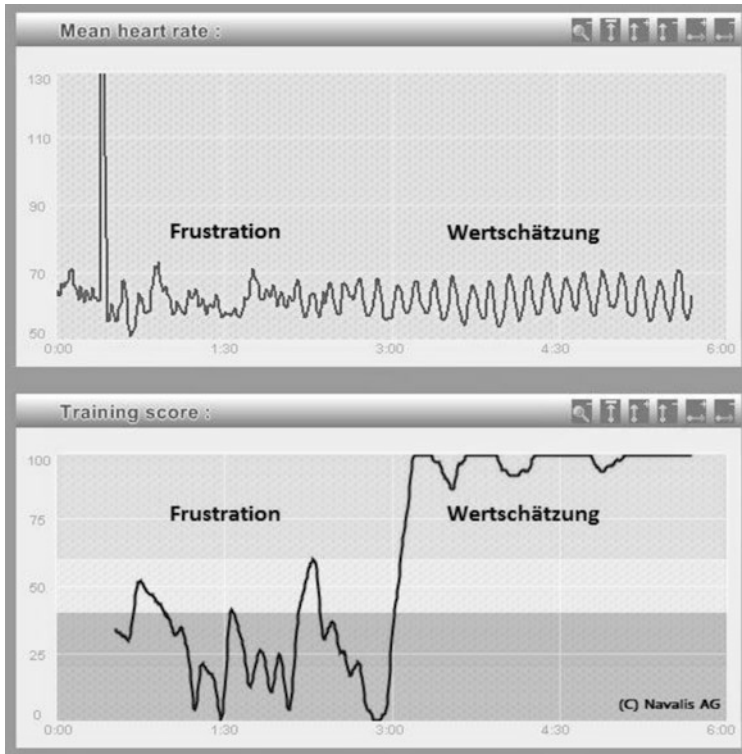 Mean heart rate :
130
110
90
70
50
Frustration
Wertschätzung
0:00
1:30
3:00
4:30
6:00
Training score :
100
75
50
25
0
Frustration
Wertschätzung
(C) Navalis AG
0:00
1:30
3:00
4:30
6:00